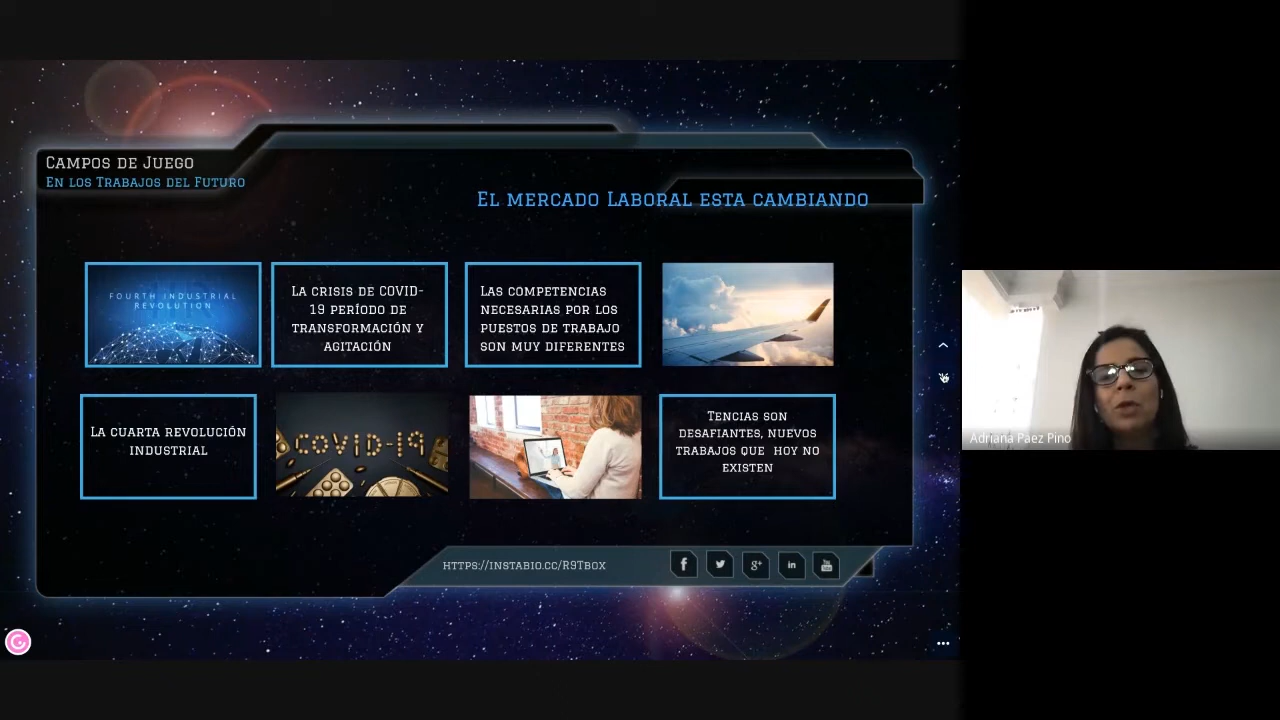 Campos de Juego
En los Trabajos del Futuro
El mercado Laboral esta cambiando
FOURTH INDUSTRIAL
REVOLUTION
La crisis de COVID-
19 período de
transformación y
agitación
Las competencias
necesarias por los
puestos de trabajo
son muy diferentes
La cuarta revolución
industrial
COVID-19
Tencias son
desafiantes, nuevos
trabajos que hoy no
existen
https://instabio.cc/R9Tbox
f
g+
in
You
Tube
Adriana Paez Pino